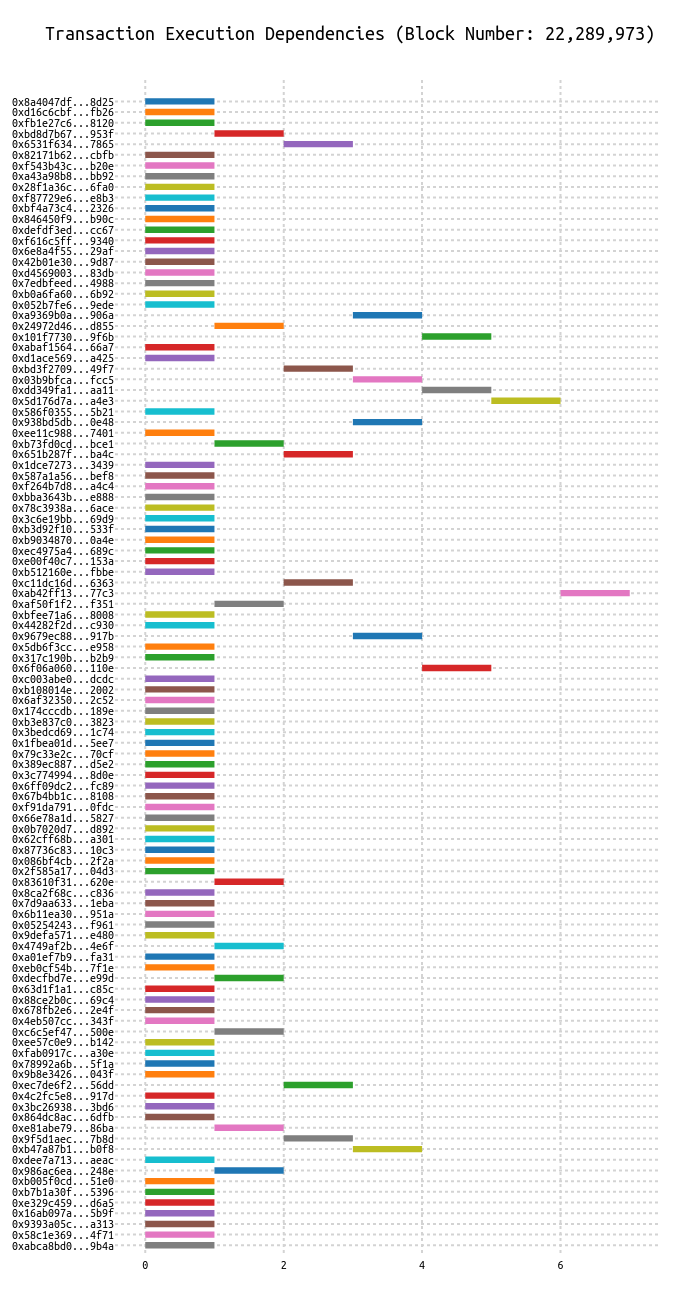 Transaction Execution Dependencies (Block Number: 22,289,973)
0x8a4047df...8d25
0xd16c6cbf...fb26
0xfb1e27c6...8120
0xbd8d7b67...953f
0x6531f634...7865
0x82171b62...cbfb
0xf543b43c...b20e
0xa43a98b8...bb92
0x28f1a36c...6fa0
0xf87729e6...e8b3
0xbf4a73c4...2326
0x846450f9...b90c
0xdefdf3ed...cc67
0xf616c5ff...9340
0x6e8a4f55...29af
0x42b01e30...9d87
0xd4569003...83db
0x7edbfeed...4988
0xb0a6fa60...6b92
0x052b7fe6...9ede
0xa9369b0a...906a
0x24972d46...d855
0x101f7730...9f6b
0xabaf1564...66a7
0xd1ace569...a425
0xbd3f2709...49f7
0x03b9bfca...fcc5
0xdd349fa1...aa11
0x5d176d7a...a4e3
0x586f0355...5b21
0x938bd5db...0e48
0xee11c988...7401
0xb73fd0cd...bce1
0x651b287f...ba4c
0x1dce7273...3439
0x587a1a56...bef8
0xf264b7d8...a4c4
0xbba3643b...e888
0x78c3938a...6ace
0x3c6e19bb...69d9
0xb3d92f10...533f
0xb9034870...0a4e
0xec4975a4...689c
0xe00f40c7...153a
0xb512160e...fbbe
0xc11dc16d...6363
0xab42ff13...77c3
0xaf50f1f2...f351
0xbfee71a6...8008
0x44282f2d...c930
0x9679ec88...917b
0x5db6f3cc...e958
0x317c190b...b2b9
0x6f06a060...110e
0xc003abe0...dcdc
0xb108014e...2002
0x6af32350...2c52
0x174cccdb...189e
0xb3e837c0...3823
0x3bedcd69...1c74
0x1fbea01d...5ee7
0x79c33e2c...70cf
0x389ec887...d5e2
0x3c774994...8d0e
0x6ff09dc2...fc89
0x67b4bb1c...8108
0xf91da791...0fdc
0x66e78a1d...5827
0x0b7020d7...d892
0x62cff68b...a301
0x87736c83...10c3
0x086bf4cb...2f2a
0x2f585a17...04d3
0x83610f31...620e
0x8ca2f68c...c836
0x7d9aa633...1eba
0x6b11ea30...951a
0x05254243...f961
0x9defa571...e480
0x4749af2b...4e6f
0xa01ef7b9...fa31
0xeb0cf54b...7f1e
0xdecfbd7e...e99d
0x63d1f1a1...c85c
0x88ce2b0c...69c4
0x678fb2e6...2e4f
0x4eb507cc...343f
0xc6c5ef47...500e
0xee57c0e9...b142
0xfab0917c...a30e
0x78992a6b...5f1a
0x9b8e3426...043f
0xec7de6f2...56dd
0x4c2fc5e8...917d
0x3bc26938...3bd6
0x864dc8ac...6dfb
0xe81abe79...86ba
0x9f5d1aec...7b8d
0xb47a87b1...b0f8
0xdee7a713...aeac
0x986ac6ea...248e
0xb005f0cd...51e0
0xb7b1a30f...5396
0xe329c459...d6a5
0x16ab097a...5b9f
0x9393a05c...a313
0x58c1e369...4f71
0xabca8bd0...9b4a
0 2 4 6